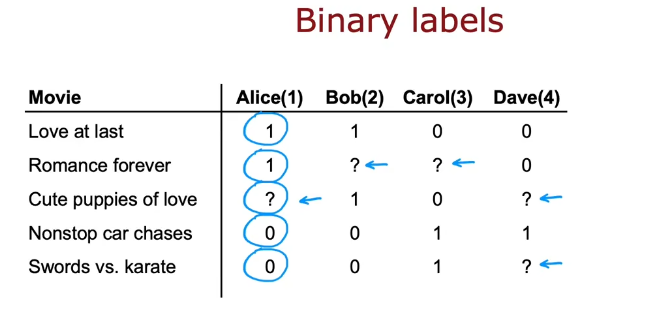 Binary labels
Movie Alice(1) Bob(2) Carol(3) Dave(4)
Love at last 1 1 0 0
Romance forever 1 ? ? 0
Cute puppies of love ? 1 0 ?
Nonstop car chases 0 0 1 1
Swords vs. karate 0 0 1 ?